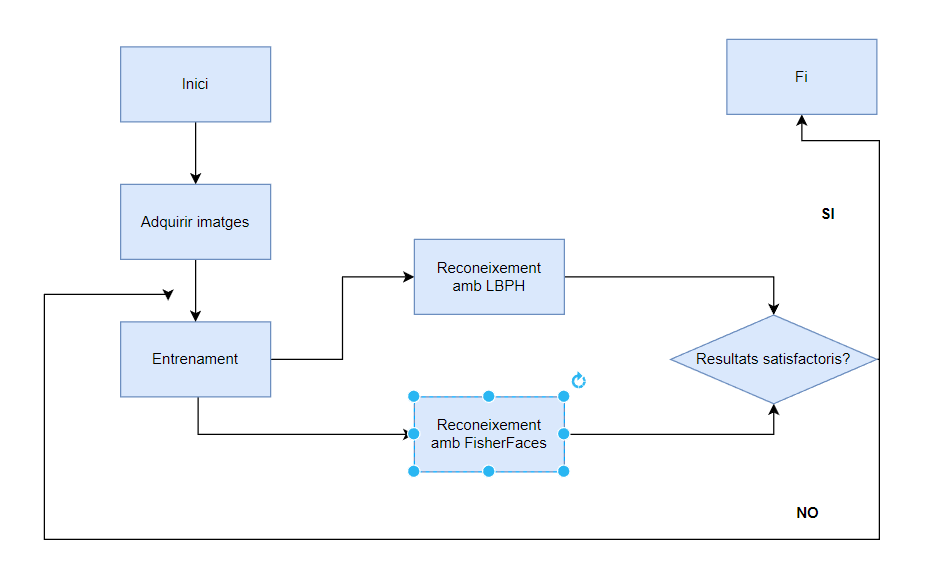 Inici
Fi
Adquirir imatges
SI
Reconeixement
amb LBPH
Entrenament
Resultats satisfactoris?
Reconeixement
amb FisherFaces
NO